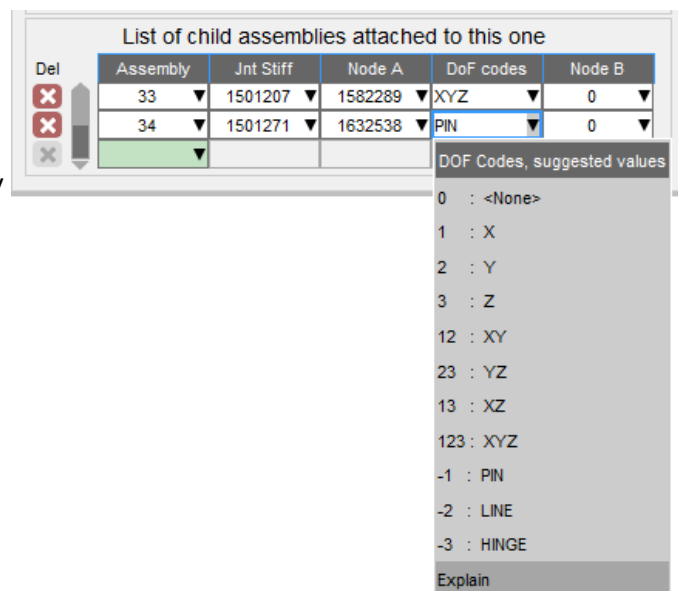 List of child assemblies attached to this one
Del Assembly Jnt Stiff Node A DoF codes Node B
33 1501207 1582289 XYZ 0
34 1501271 1632538 PIN 0
DOF Codes, suggested values
0 : <None>
1 : X
2 : Y
3 : Z
12 : XY
23 : YZ
13 : XZ
123 : XYZ
-1 : PIN
-2 : LINE
-3 : HINGE
Explain